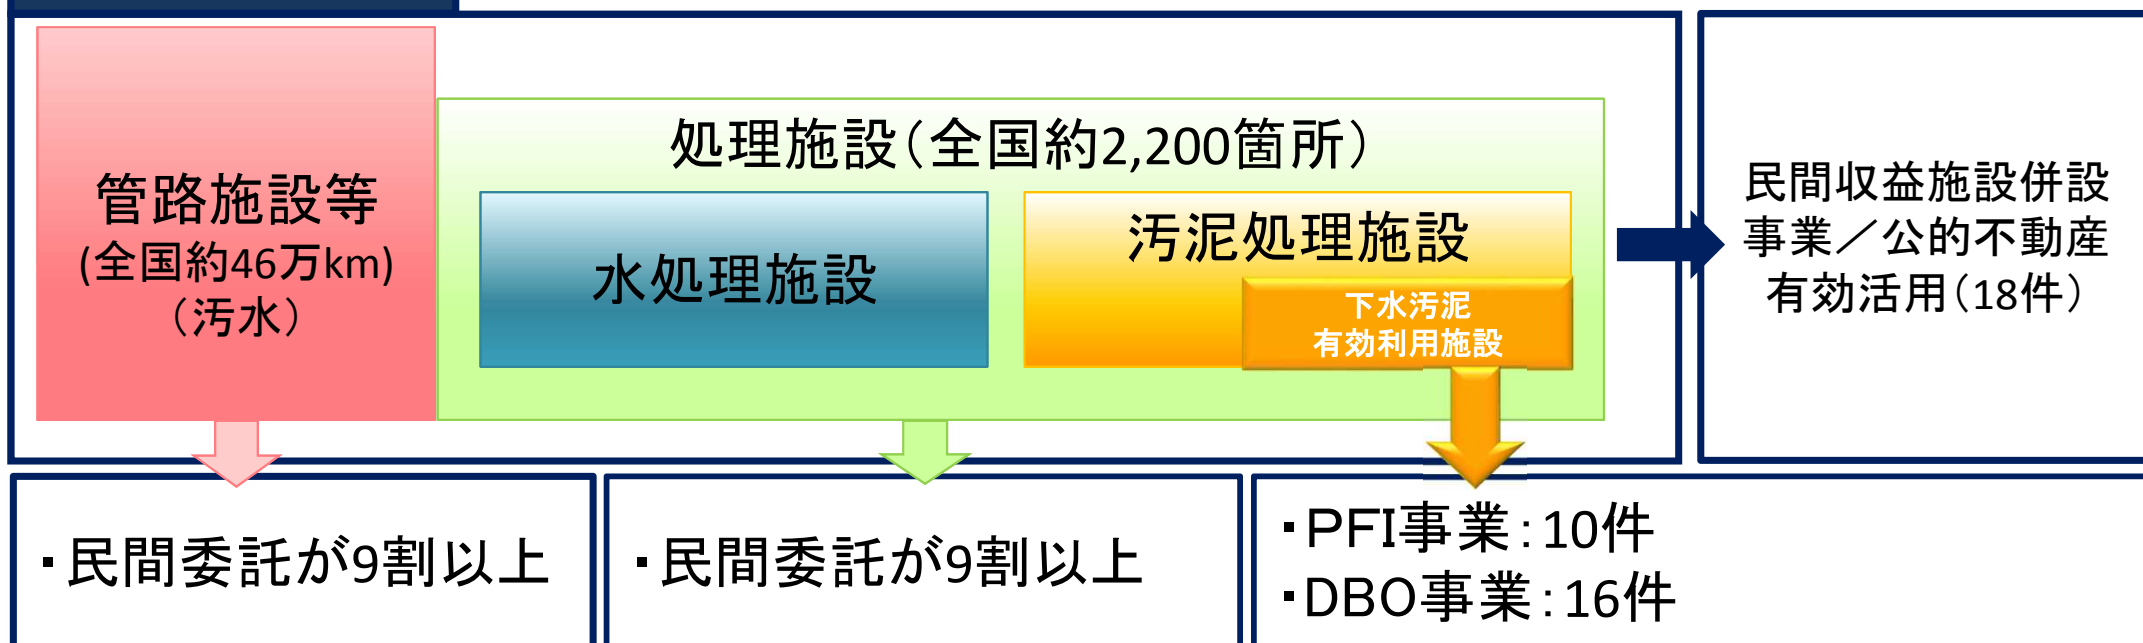 管路施設等
(全国約46万km)
（汚水）
処理施設（全国約2,200箇所）
水処理施設
汚泥処理施設
下水汚泥
有効利用施設
民間収益施設併設
事業／公的不動産
有効活用（18件）
・民間委託が9割以上
・民間委託が9割以上
・PFI事業：10件
・DBO事業：16件